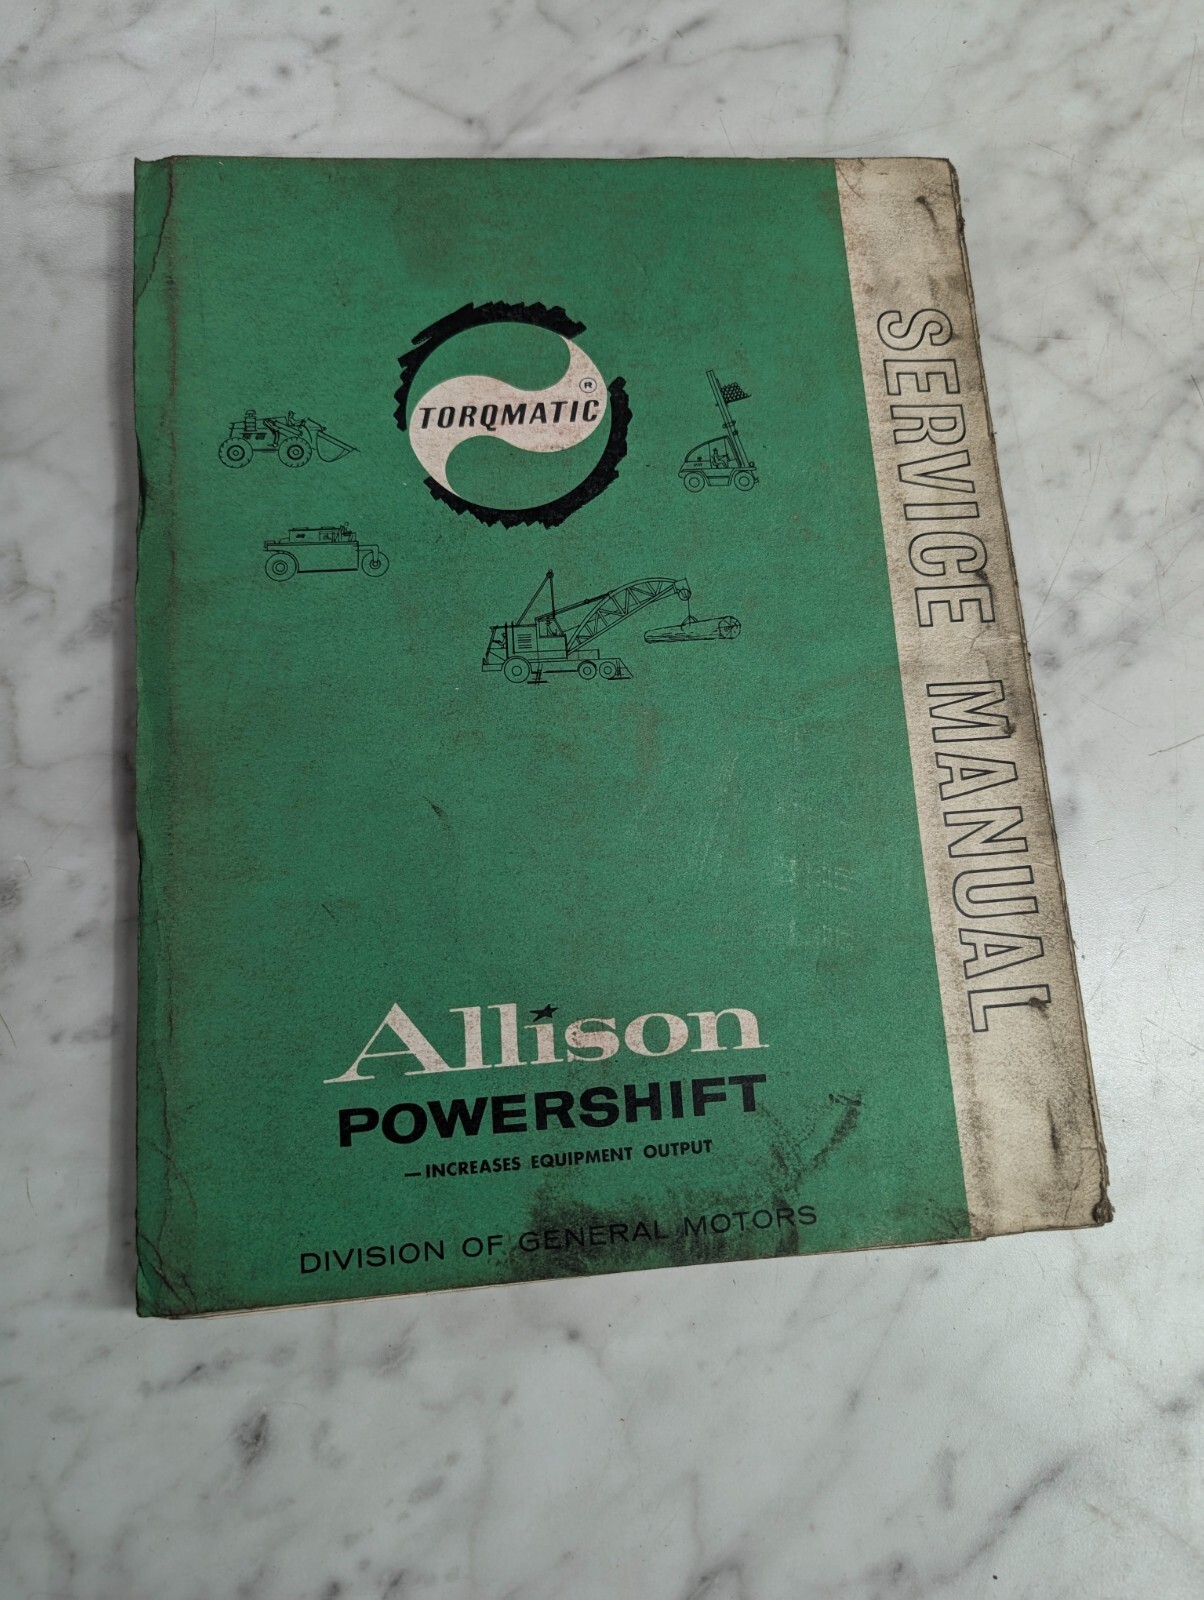 TORQMATIC ®
SERVICE MANUAL
Allison
POWERSHIFT
—INCREASES EQUIPMENT OUTPUT
DIVISION OF GENERAL MOTORS